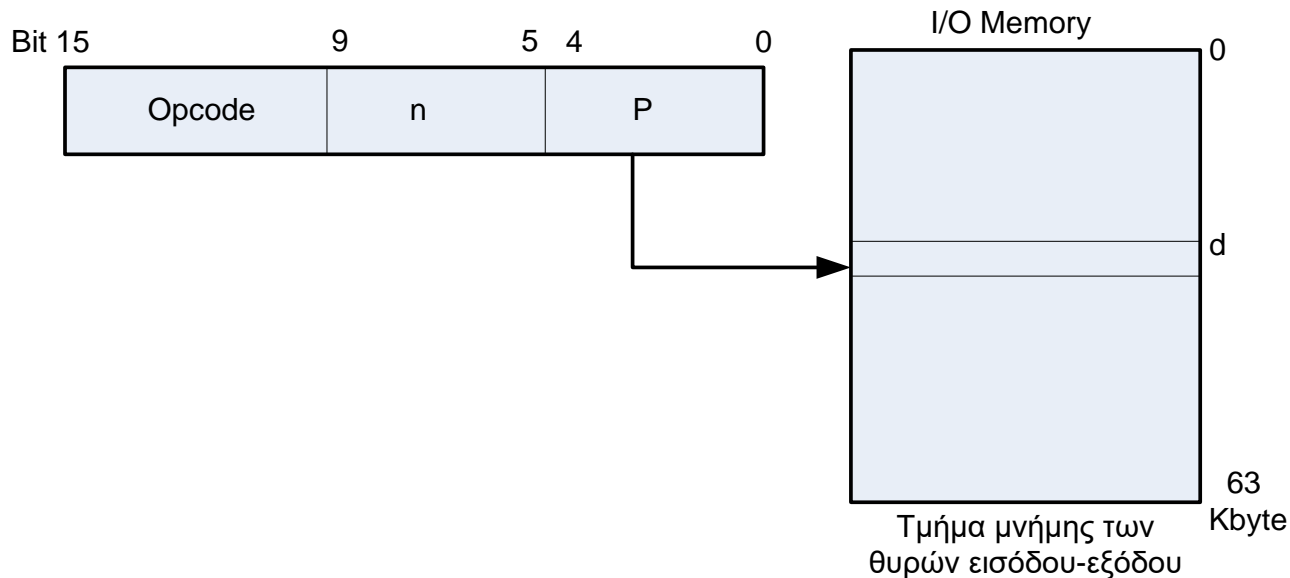 I/O Memory
Bit 15 9 5 4 0
0
Opcode n P
d
63
Kbyte
Τμήμα μνήμης των
θυρών εισόδου-εξόδου